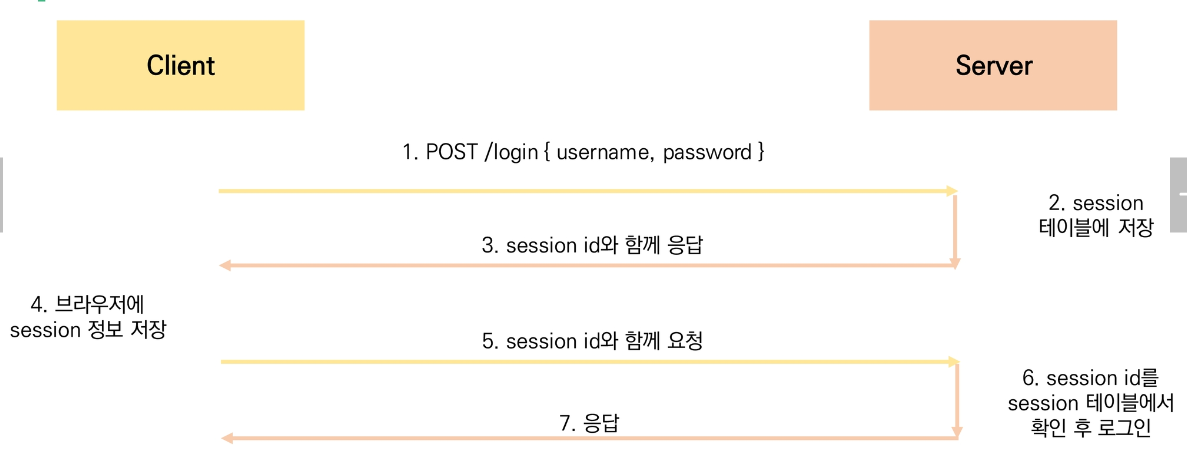 Client
Server
1. POST /login { username, password }
2. session
테이블에 저장
3. session id와 함께 응답
4. 브라우저에
session 정보 저장
5. session id와 함께 요청
6. session id를
session 테이블에서
확인 후 로그인
7. 응답